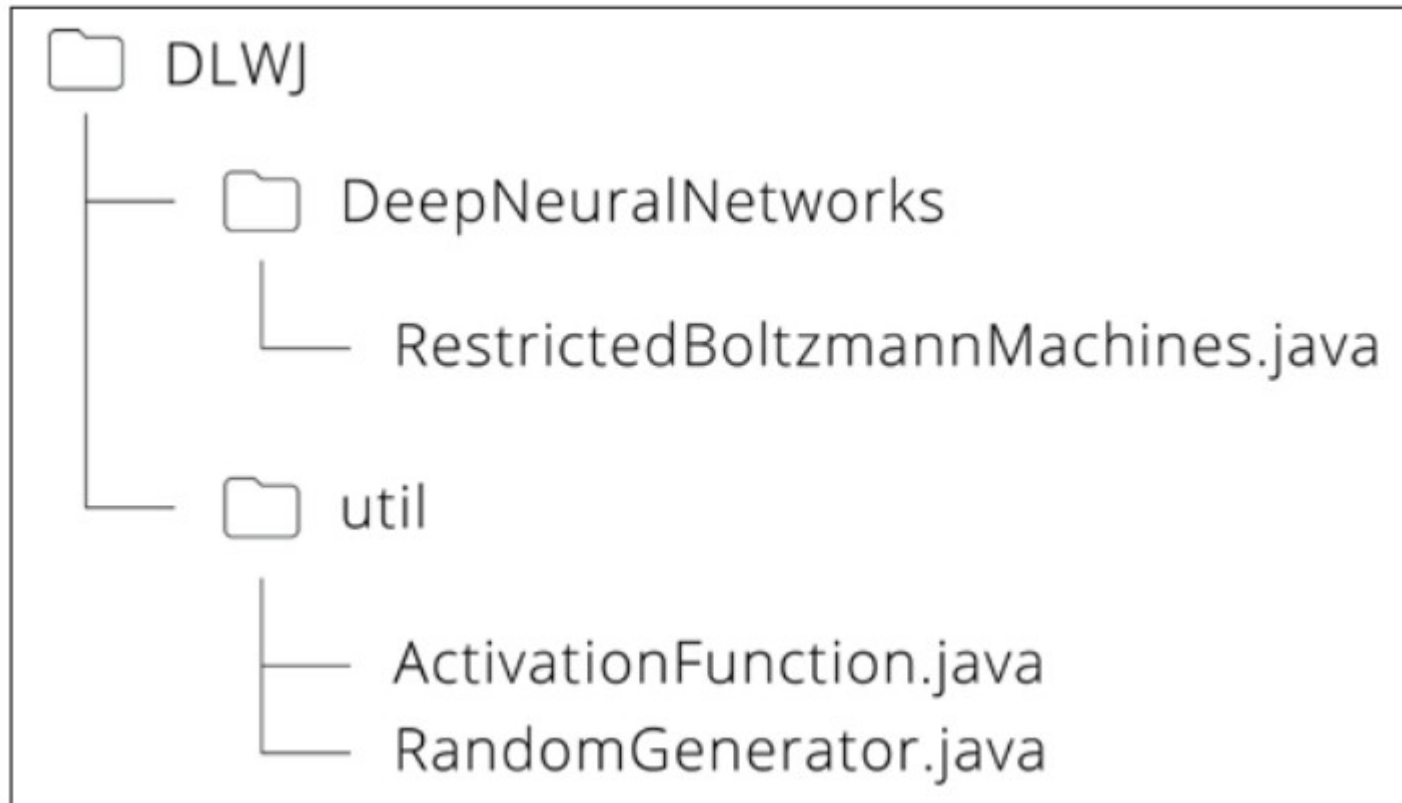 DLWJ
DeepNeuralNetworks
RestrictedBoltzmannMachines.java
util
ActivationFunction.java
RandomGenerator.java